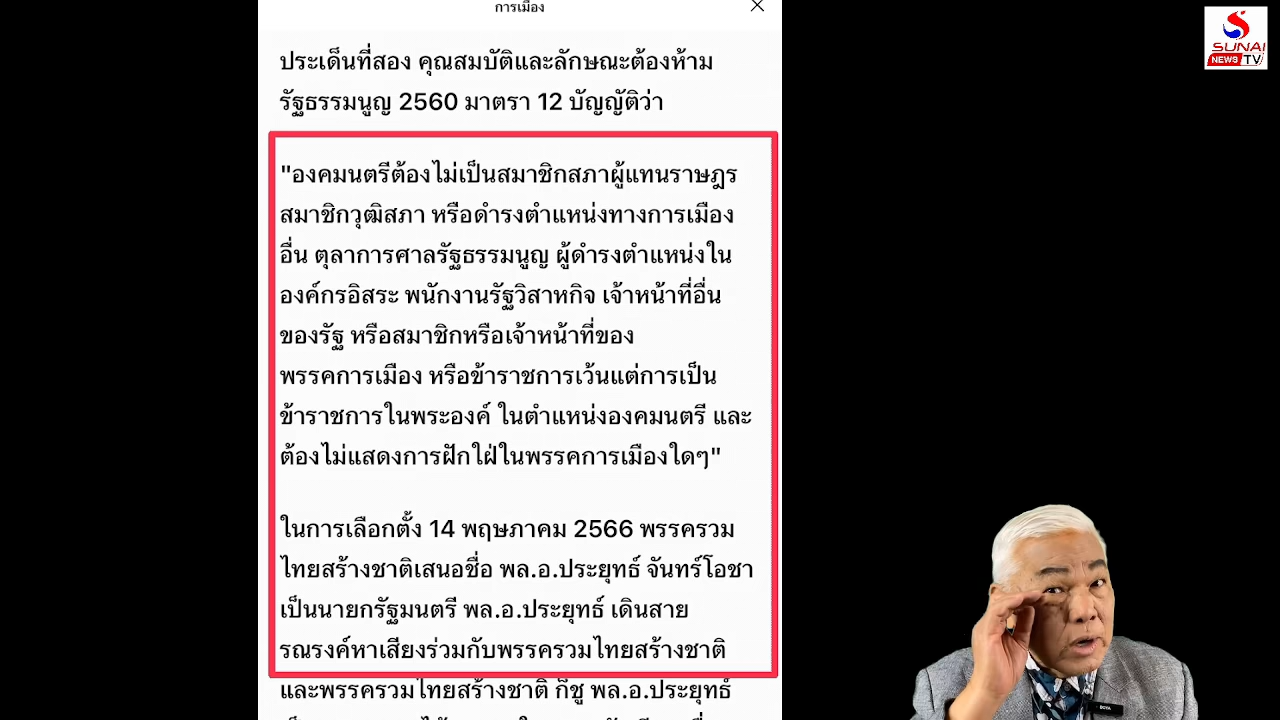 การเมือง
SUNAI
NEWS TV
ประเด็นที่สอง คุณสมบัติและลักษณะต้องห้าม
รัฐธรรมนูญ 2560 มาตรา 12 บัญญัติว่า
"องคมนตรีต้องไม่เป็นสมาชิกสภาผู้แทนราษฎร
สมาชิกวุฒิสภา หรือดำรงตำแหน่งทางการเมือง
อื่น ตุลาการศาลรัฐธรรมนูญ ผู้ดำรงตำแหน่งใน
องค์กรอิสระ พนักงานรัฐวิสาหกิจ เจ้าหน้าที่อื่น
ของรัฐ หรือสมาชิกหรือเจ้าหน้าที่ของ
พรรคการเมือง หรือข้าราชการเว้นแต่การเป็น
ข้าราชการในพระองค์ ในตำแหน่งองคมนตรี และ
ต้องไม่แสดงการฝักใฝ่ในพรรคการเมืองใดๆ"
ในการเลือกตั้ง 14 พฤษภาคม 2566 พรรครวม
ไทยสร้างชาติเสนอชื่อ พล.อ.ประยุทธ์ จันทร์โอชา
เป็นนายกรัฐมนตรี พล.อ.ประยุทธ์ เดินสาย
รณรงค์หาเสียงร่วมกับพรรครวมไทยสร้างชาติ
และพรรครวมไทยสร้างชาติ ก็ชู พล.อ.ประยุทธ์
BOYA